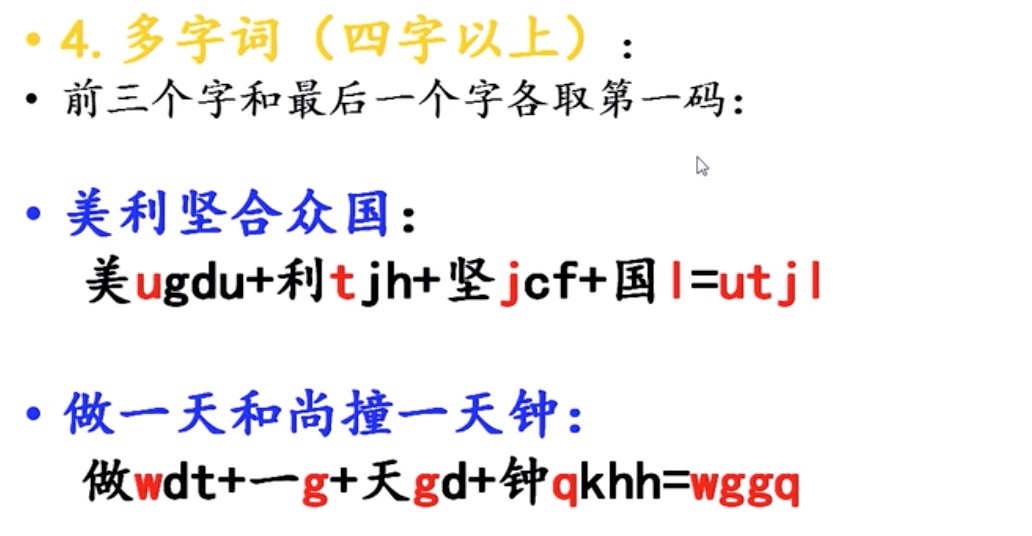 • 4. 多字词（四字以上）:
• 前三个字和最后一个字各取第一码:
• 美利坚合众国:
美ugdu+利tjh+坚jcf+国l=utjl
• 做一天和尚撞一天钟:
做wdt+一g+天gd+钟qkhh=wggq